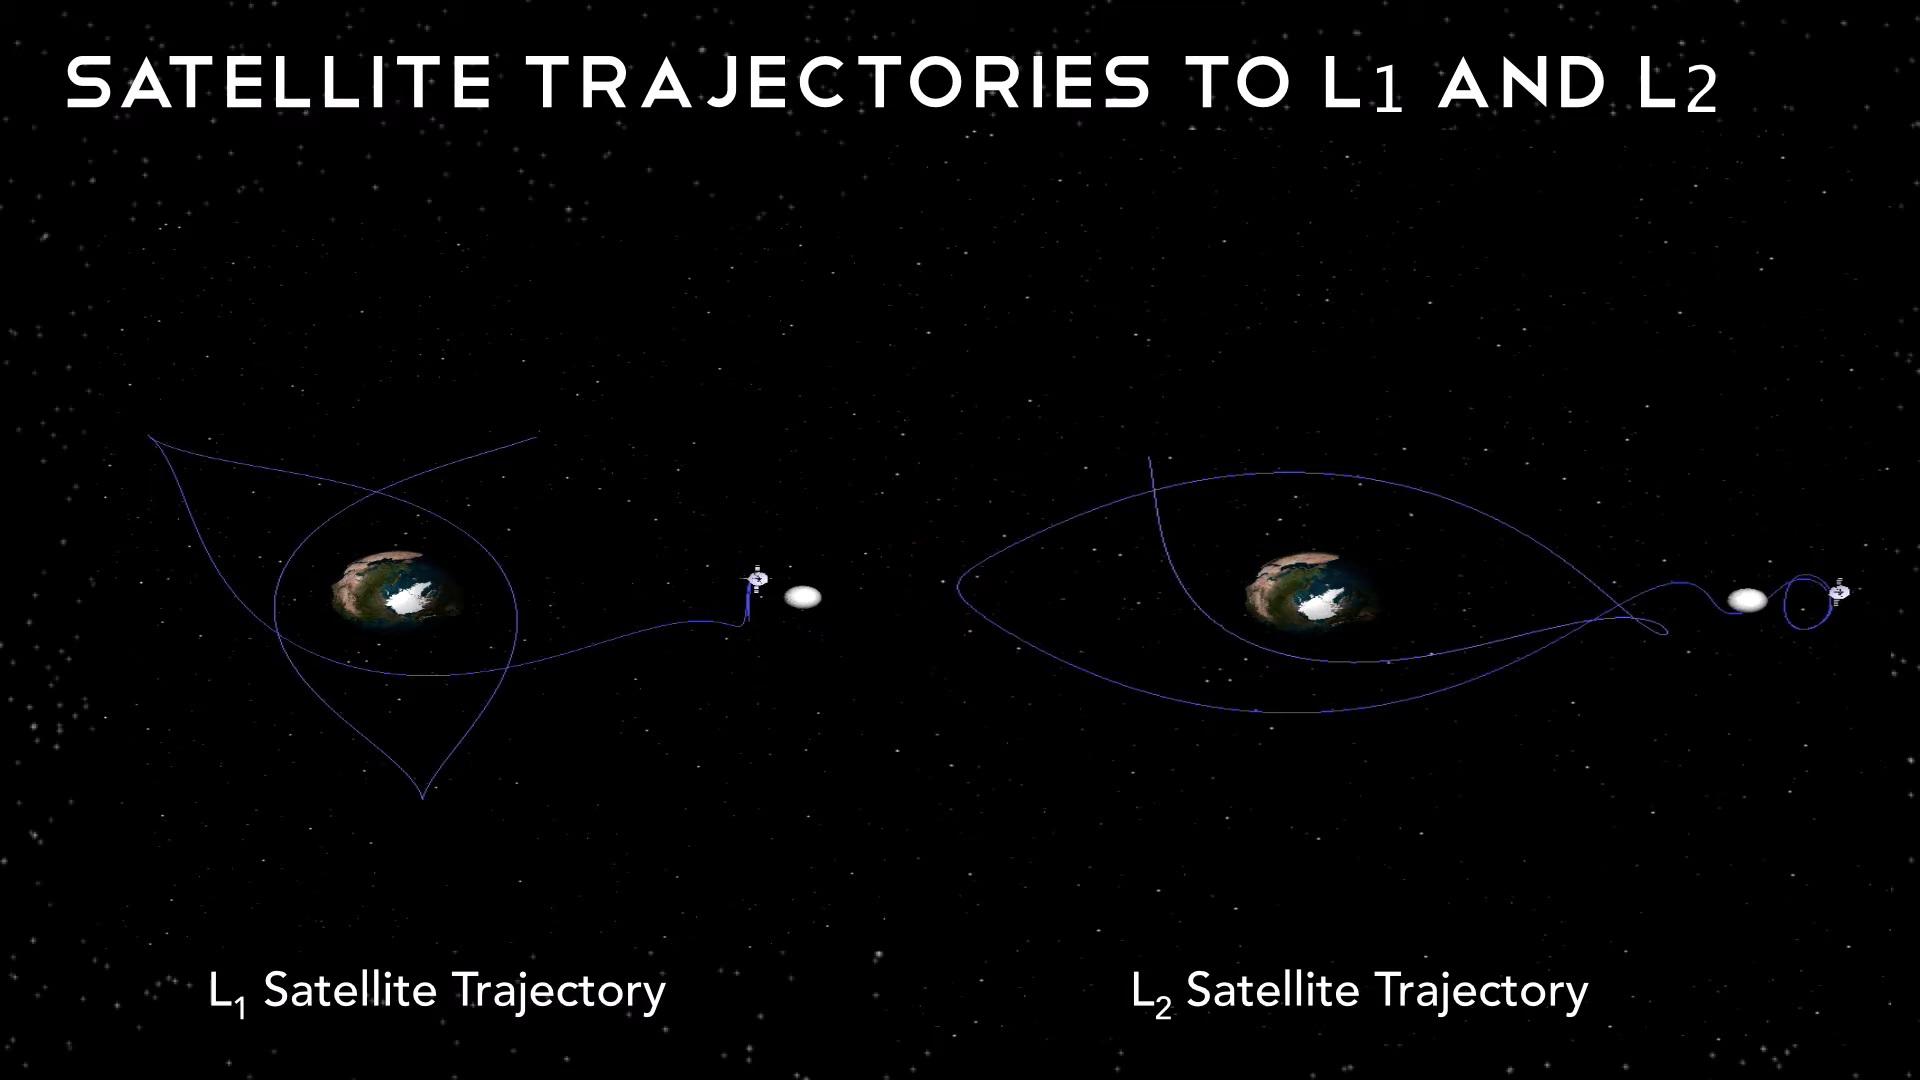 SATELLITE TRAJECTORIES TO L1 AND L2
L1 Satellite Trajectory
L2 Satellite Trajectory